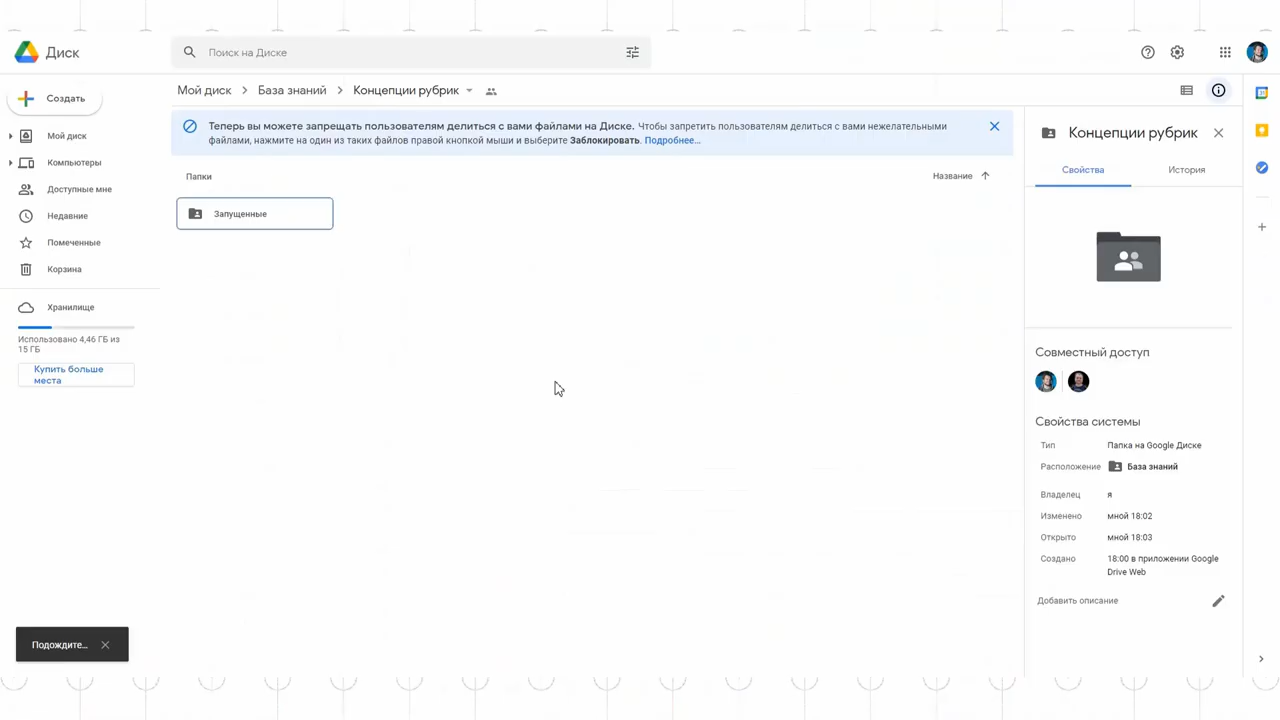 Диск
Поиск на Диске
Создать
Мой диск
Компьютеры
Доступные мне
Недавние
Помеченные
Корзина
Хранилище
Использовано 4,46 ГБ из
15 ГБ
Купить больше
места
Мой диск База знаний Концепции рубрик
Теперь вы можете запрещать пользователям делиться с вами файлами на Диске. Чтобы запретить пользователям делиться с вами нежелательными
файлами, нажмите на один из таких файлов правой кнопкой мыши и выберите Заблокировать. Подробнее...
Папки Название
Запущенные
Концепции рубрик
Свойства История
Совместный доступ
Свойства системы
Тип Папка на Google Диске
Расположение База знаний
Владелец я
Изменено мной 18:02
Открыто мной 18:03
Создано 18:00 в приложении Google
Drive Web
Добавить описание
Подождите...